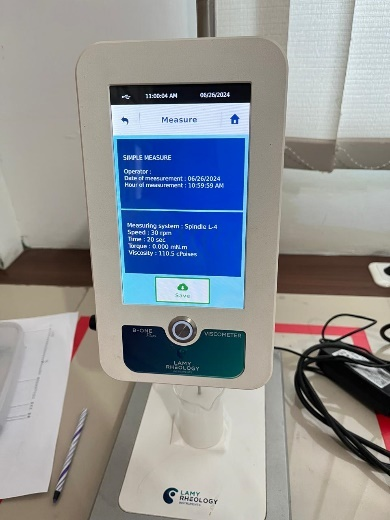 11:00:04 AM 06/26/2024
Measure
SIMPLE MEASURE
Operator :
Date of measurement : 06/26/2024
Hour of measurement : 10:59:59 AM
Measuring system : Spindle L-4
Speed : 30 rpm
Time : 20 sec
Torque : 0.000 mN.m
Viscosity : 110.5 cPoises
Save
B-ONE VISCOMETER
LAMY
RHEOLOGY
LAMY
RHEOLOGY